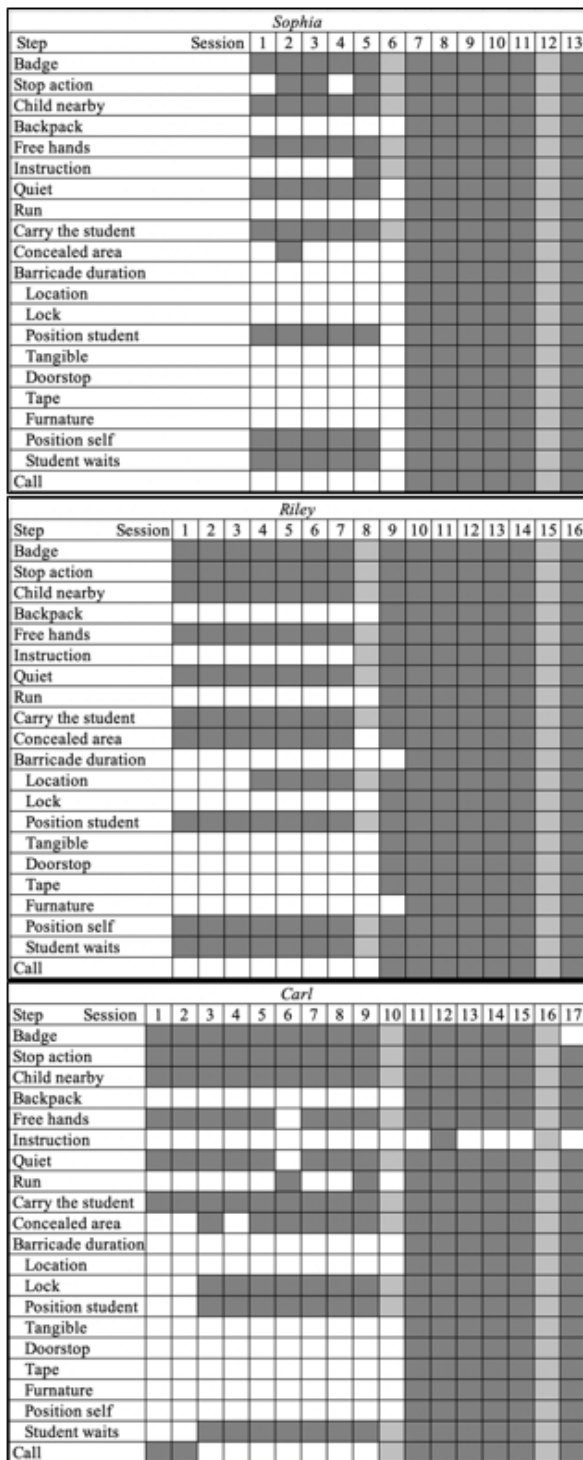 Sophia
Step Session 1 2 3 4 5 6 7 8 9 10 11 12 13
Badge
Stop action
Child nearby
Backpack
Free hands
Instruction
Quiet
Run
Carry the student
Concealed area
Barricade duration
Location
Lock
Position student
Tangible
Doorstop
Tape
Furnature
Position self
Student waits
Call
Riley
Step Session 1 2 3 4 5 6 7 8 9 10 11 12 13 14 15 16
Badge
Stop action
Child nearby
Backpack
Free hands
Instruction
Quiet
Run
Carry the student
Concealed area
Barricade duration
Location
Lock
Position student
Tangible
Doorstop
Tape
Furnature
Position self
Student waits
Call
Carl
Step Session 1 2 3 4 5 6 7 8 9 10 11 12 13 14 15 16 17
Badge
Stop action
Child nearby
Backpack
Free hands
Instruction
Quiet
Run
Carry the student
Concealed area
Barricade duration
Location
Lock
Position student
Tangible
Doorstop
Tape
Furnature
Position self
Student waits
Call